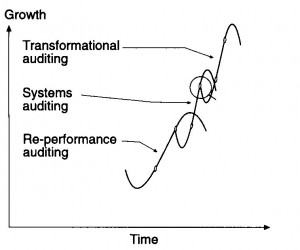 Growth
Transformational
auditing
Systems
auditing
Re-performance
auditing
Time